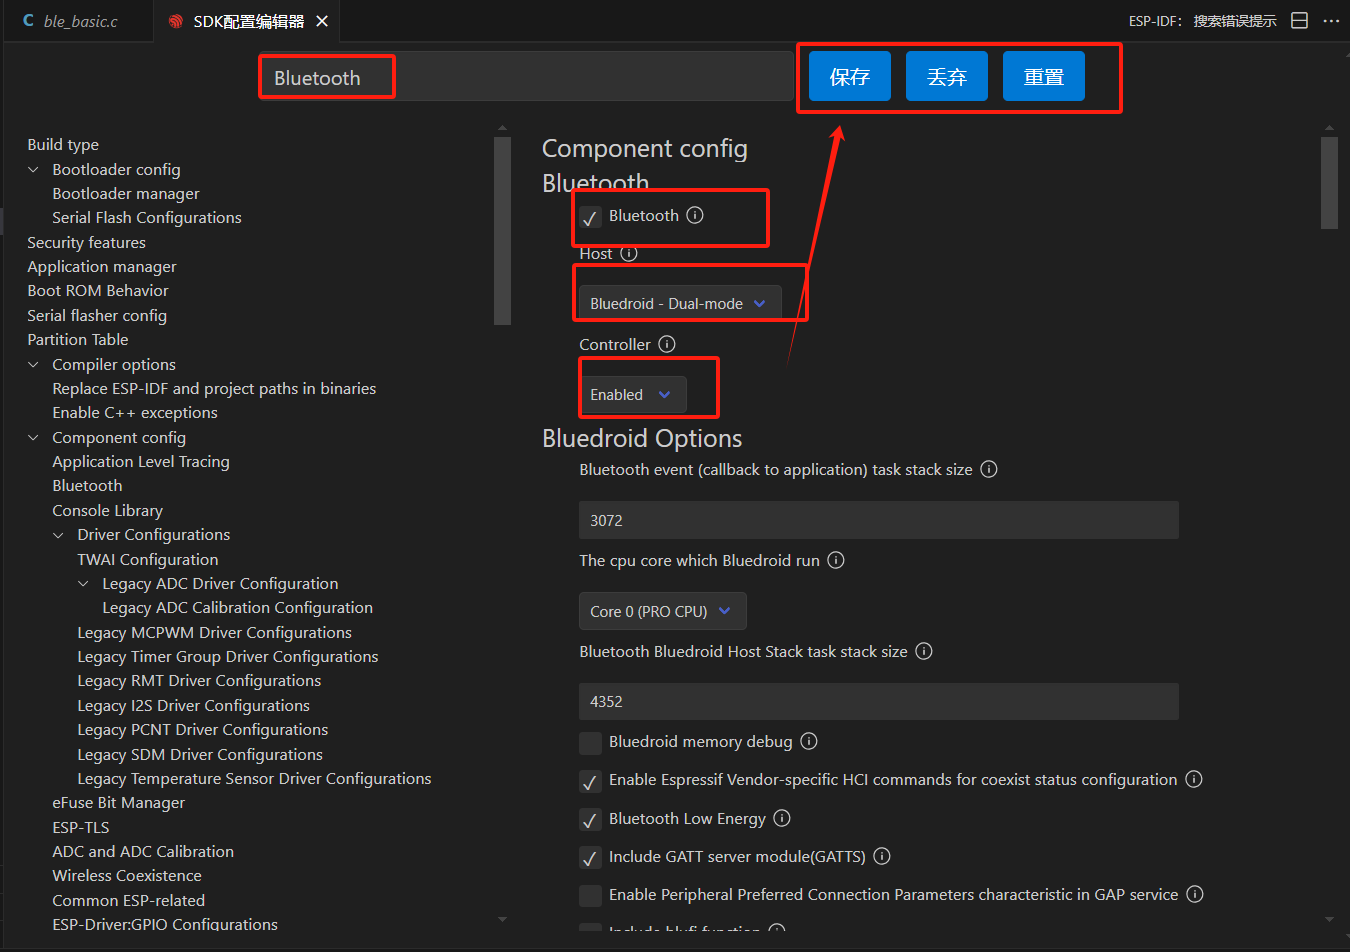 C ble_basic.c
SDK配置编辑器
ESP-IDF: 搜索错误提示
Bluetooth
保存
丢弃
重置
Build type
Bootloader config
Bootloader manager
Serial Flash Configurations
Security features
Application manager
Boot ROM Behavior
Serial flasher config
Partition Table
Compiler options
Replace ESP-IDF and project paths in binaries
Enable C++ exceptions
Component config
Application Level Tracing
Bluetooth
Console Library
Driver Configurations
TWAI Configuration
Legacy ADC Driver Configuration
Legacy ADC Calibration Configuration
Legacy MCPWM Driver Configurations
Legacy Timer Group Driver Configurations
Legacy RMT Driver Configurations
Legacy I2S Driver Configurations
Legacy PCNT Driver Configurations
Legacy SDM Driver Configurations
Legacy Temperature Sensor Driver Configurations
eFuse Bit Manager
ESP-TLS
ADC and ADC Calibration
Wireless Coexistence
Common ESP-related
ESP-Driver:GPIO Configurations
Component config
Bluetooth
Bluetooth
Host
Bluedroid - Dual-mode
Controller
Enabled
Bluedroid Options
Bluetooth event (callback to application) task stack size
3072
The cpu core which Bluedroid run
Core 0 (PRO CPU)
Bluetooth Bluedroid Host Stack task stack size
4352
Bluedroid memory debug
Enable Espressif Vendor-specific HCI commands for coexist status configuration
Bluetooth Low Energy
Include GATT server module(GATTS)
Enable Peripheral Preferred Connection Parameters characteristic in GAP service
Include blufi function